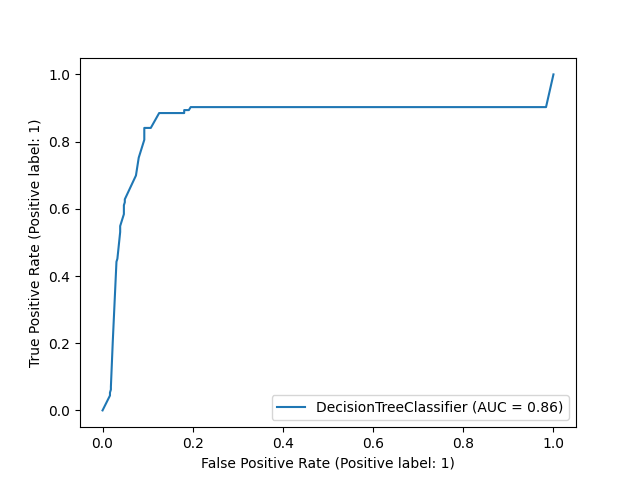 1.0
0.8
0.6
0.4
0.2
0.0
True Positive Rate (Positive label: 1)
DecisionTreeClassifier (AUC = 0.86)
0.0 0.2 0.4 0.6 0.8 1.0
False Positive Rate (Positive label: 1)